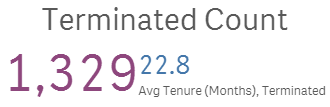 Terminated Count
1,329 22.8
Avg Tenure (Months), Terminated